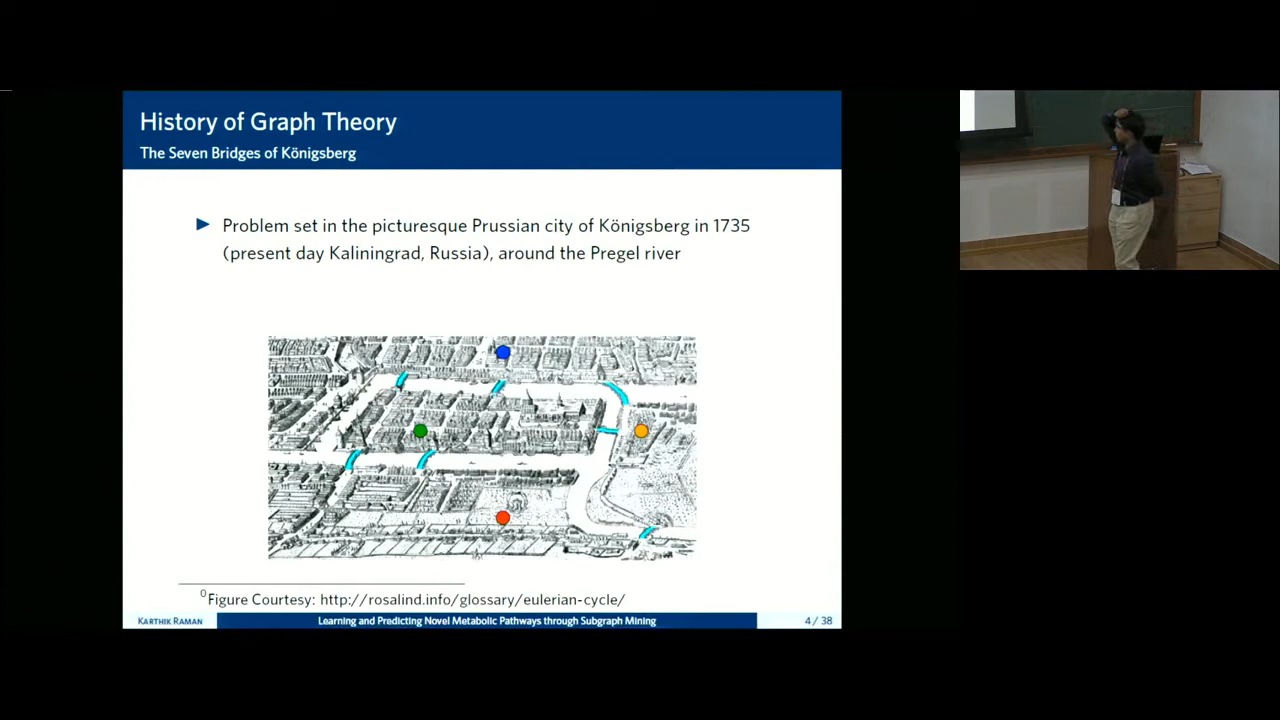 History of Graph Theory
The Seven Bridges of Königsberg
Problem set in the picturesque Prussian city of Königsberg in 1735
(present day Kaliningrad, Russia), around the Pregel river
0Figure Courtesy: http://rosalind.info/glossary/eulerian-cycle/
Karthik Raman
Learning and Predicting Novel Metabolic Pathways through Subgraph Mining
4 / 38